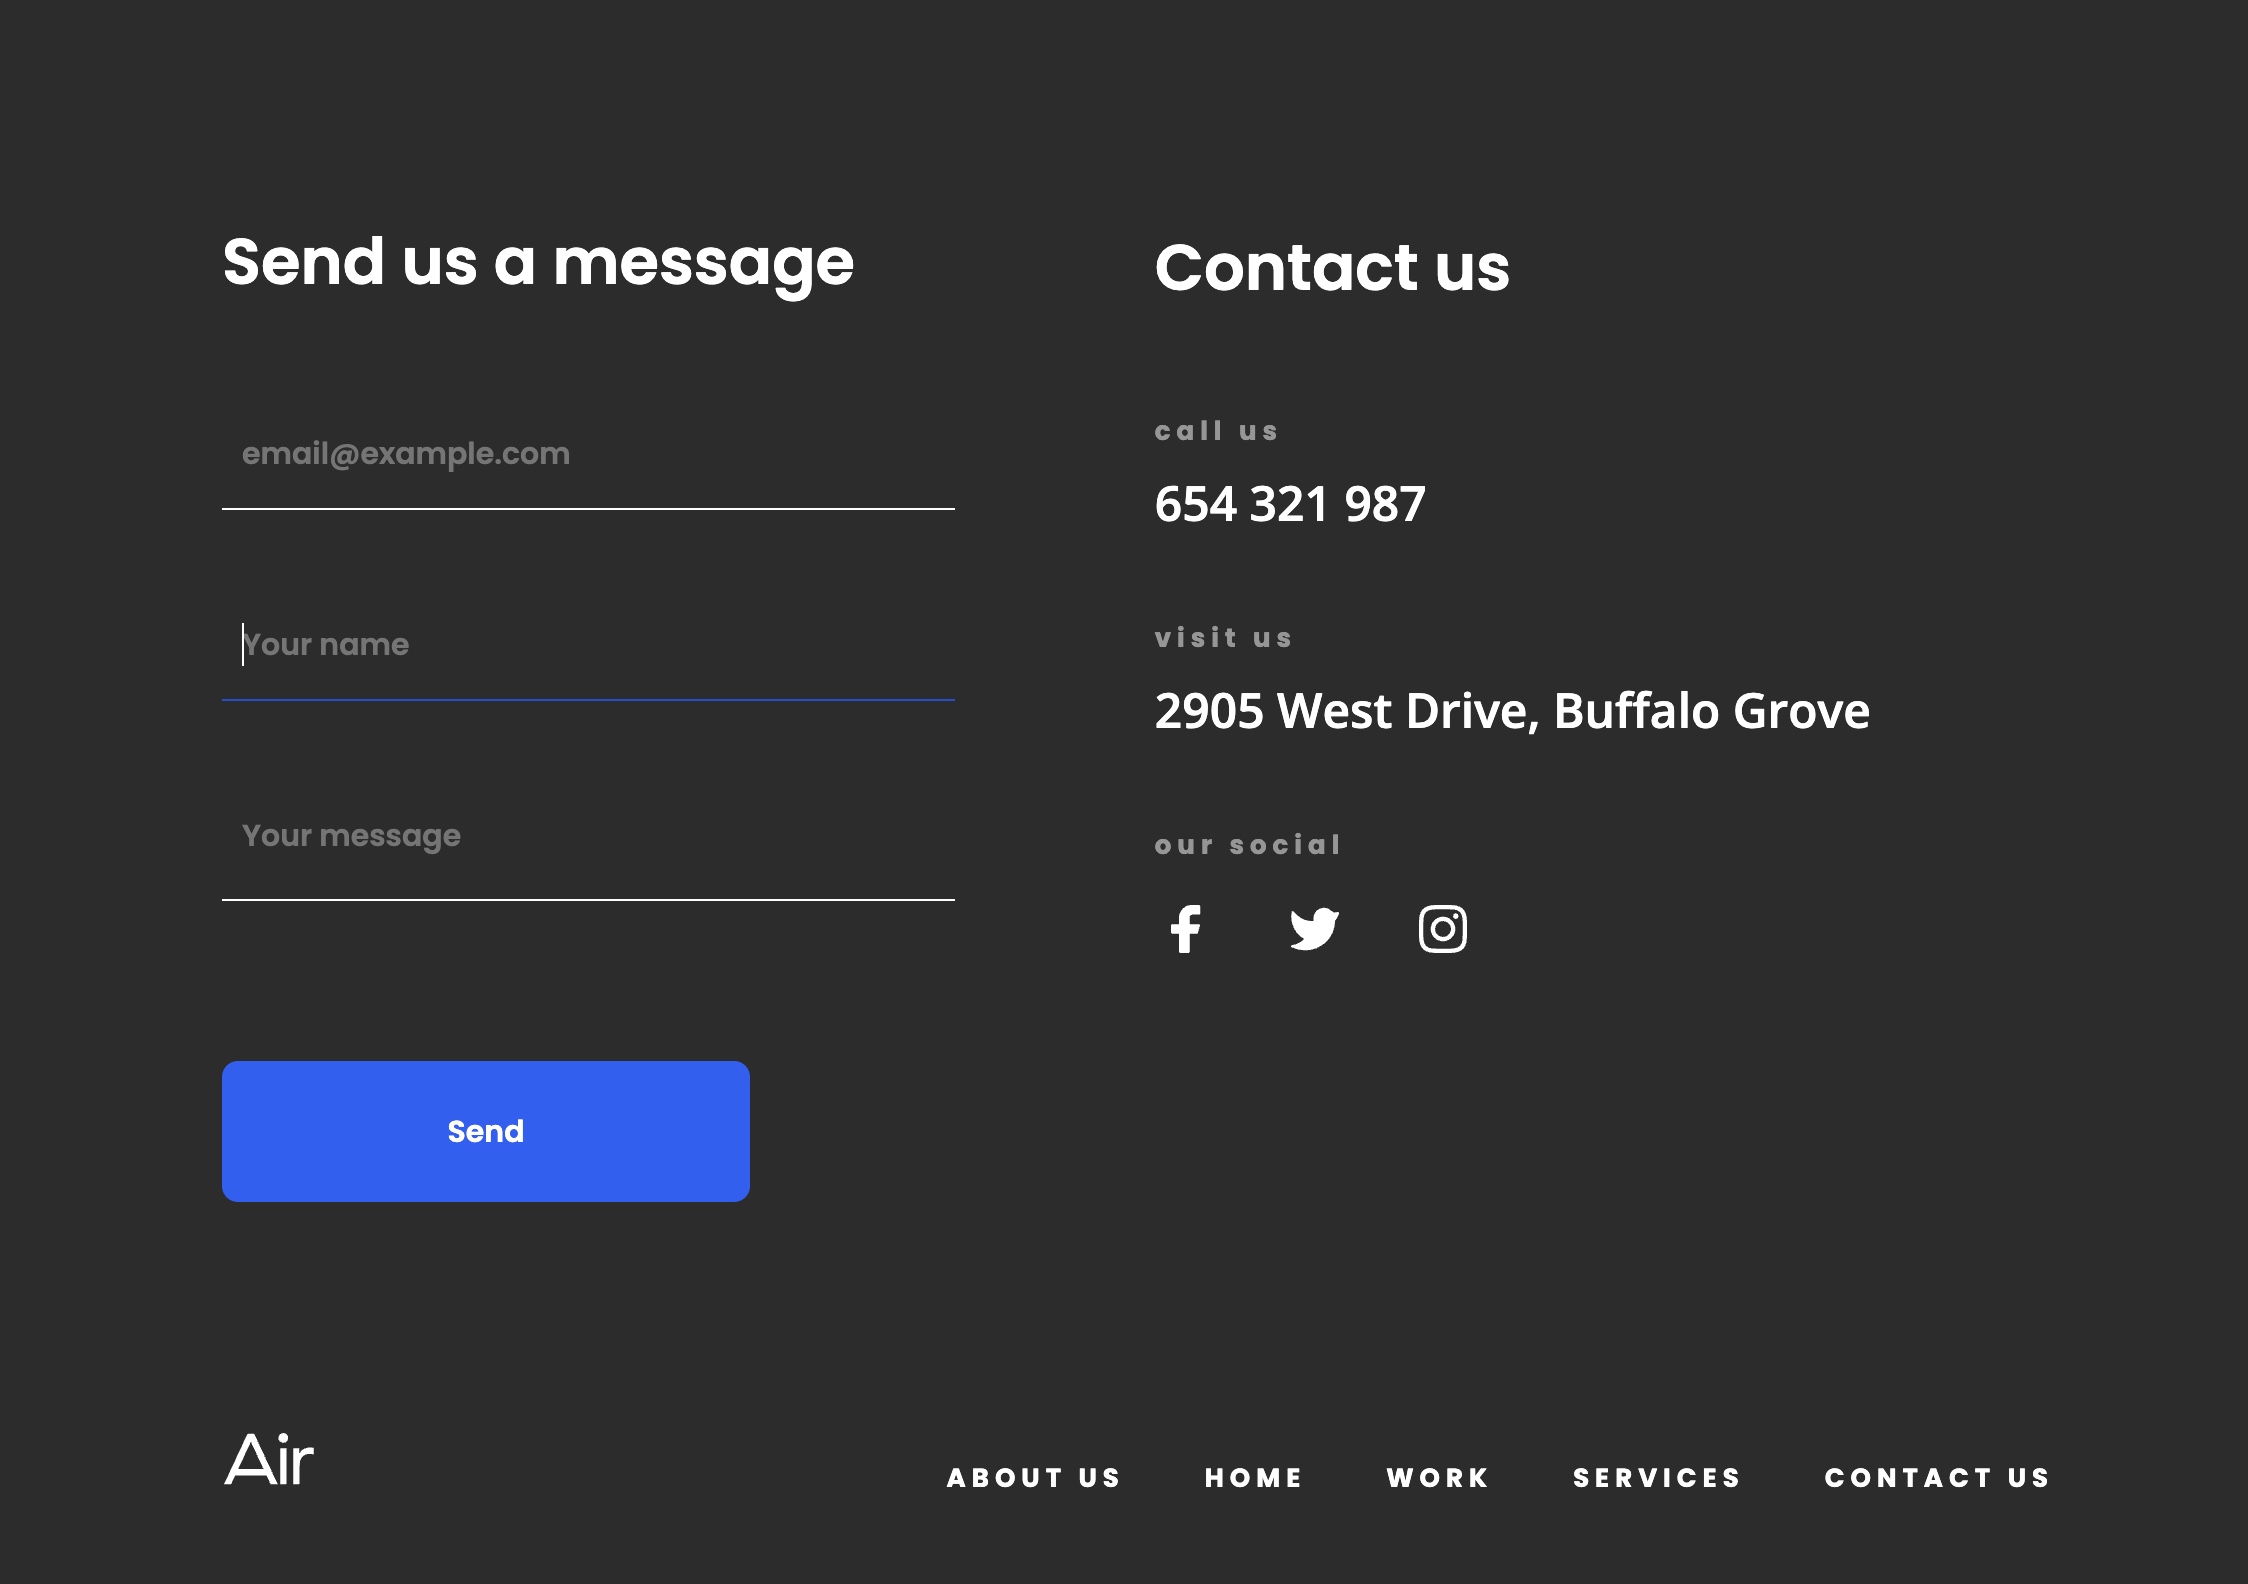 Send us a message
email@example.com
Your name
Your message
Send
Contact us
call us
654 321 987
visit us
2905 West Drive, Buffalo Grove
our social
Air
ABOUT US
HOME
WORK
SERVICES
CONTACT US